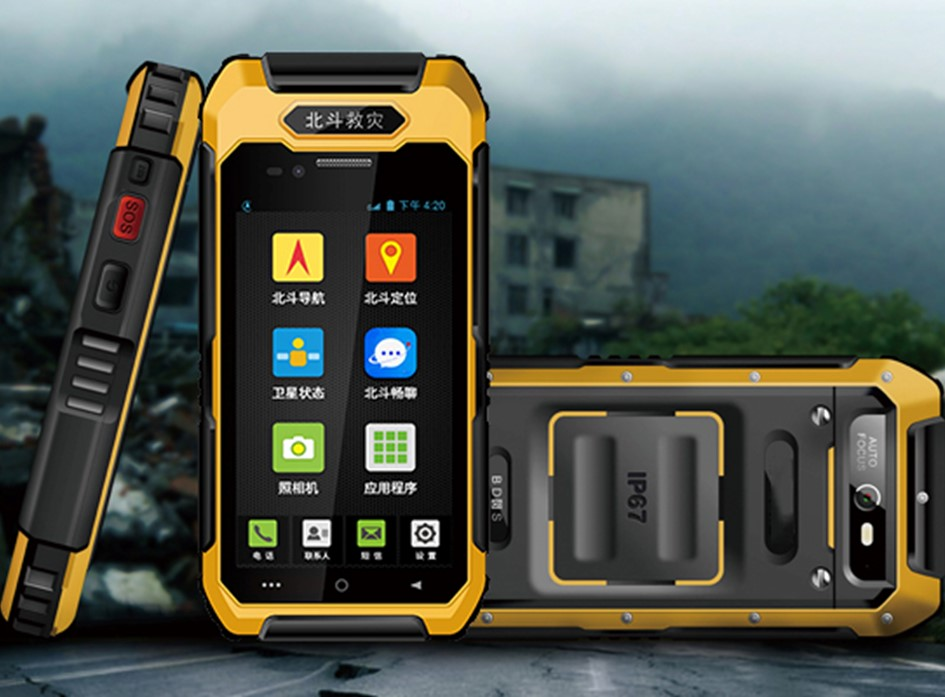 北斗救灾
SOS
下午 4:20
北斗导航
北斗定位
卫星状态
北斗畅聊
照相机
应用程序
电话
联系人
短信
设置
AUTO
FOCUS
IP67